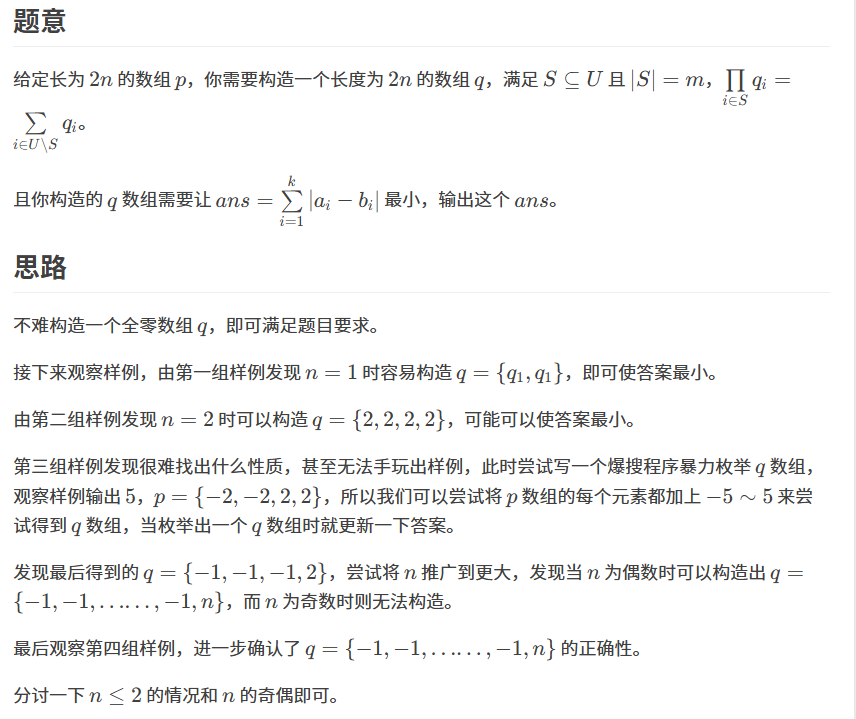 题意
给定长为 2n 的数组 p，你需要构造一个长度为 2n 的数组 q，满足 S ⊆ U 且 |S| = m，∏_{i∈S} q_i =
∑_{i∈U\S} q_i。
且你构造的 q 数组需要让 ans = ∑_{i=1}^{k} |a_i − b_i| 最小，输出这个 ans。
思路
不难构造一个全零数组 q，即可满足题目要求。
接下来观察样例，由第一组样例发现 n = 1 时容易构造 q = {q_1, q_1}，即可使答案最小。
由第二组样例发现 n = 2 时可以构造 q = {2, 2, 2, 2}，可能可以使答案最小。
第三组样例发现很难找出什么性质，甚至无法手玩出样例，此时尝试写一个爆搜程序暴力枚举 q 数组，
观察样例输出 5，p = {−2, −2, 2, 2}，所以我们可以尝试将 p 数组的每个元素都加上 −5 ∼ 5 来尝
试得到 q 数组，当枚举出一个 q 数组时就更新一下答案。
发现最后得到的 q = {−1, −1, −1, 2}，尝试将 n 推广到更大，发现当 n 为偶数时可以构造出 q =
{−1, −1, ......, −1, n}，而 n 为奇数时则无法构造。
最后观察第四组样例，进一步确认了 q = {−1, −1, ......, −1, n} 的正确性。
分讨一下 n ≤ 2 的情况和 n 的奇偶即可。